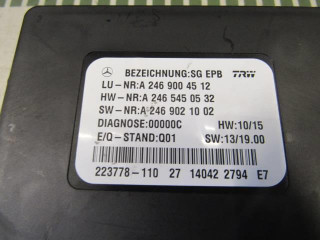 BEZEICHNUNG:SG EPB TRW
LU-NR:A 246 900 45 12
HW-NR:A 246 545 05 32
SW-NR:A 246 902 10 02
DIAGNOSE:00000C HW:10/15
E/Q-STAND:Q01 SW:13/19.00
223778-110 27 14042 2794 E7